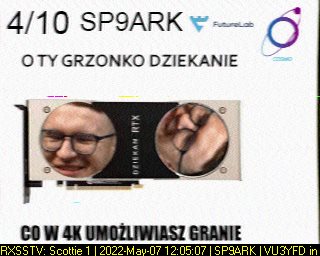 4/10 SP9ARK FutureLab
COSMO
O TY GRZONKO DZIEKANIE
DZIEKAN RTX
CO W 4K UMOŻLIWIASZ GRANIE
RXSSTV: Scottie 1 | 2022-May-07 12:05:07 | SP9ARK | VU3YFD in